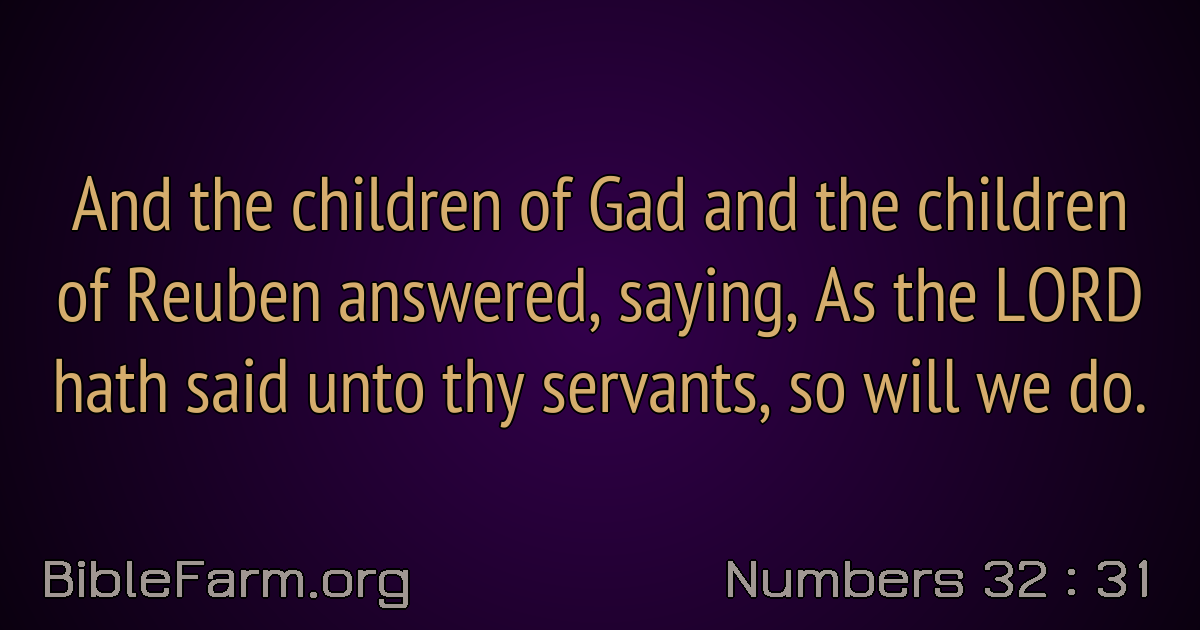 And the children of Gad and the children
of Reuben answered, saying, As the LORD
hath said unto thy servants, so will we do.
BibleFarm.org
Numbers 32 : 31